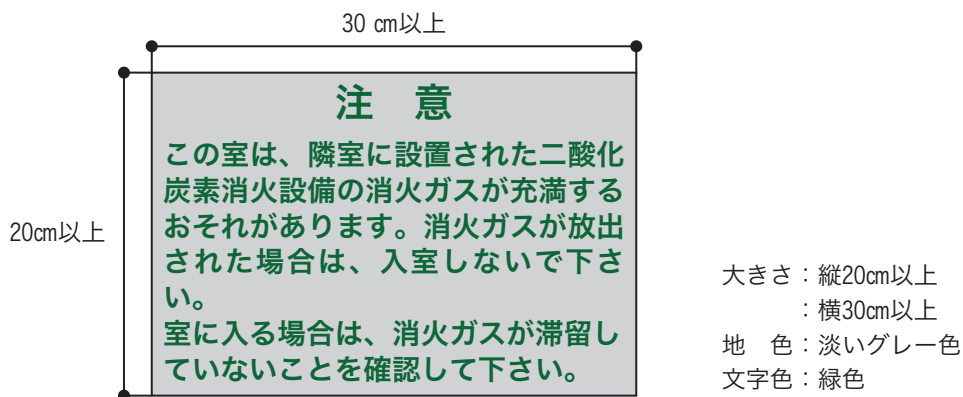 30 cm以上
20cm以上
注　意
この室は、隣室に設置された二酸化
炭素消火設備の消火ガスが充満する
おそれがあります。消火ガスが放出
された場合は、入室しないで下さ
い。
室に入る場合は、消火ガスが滞留し
ていないことを確認して下さい。
大きさ：縦20cm以上
：横30cm以上
地　色：淡いグレー色
文字色：緑色